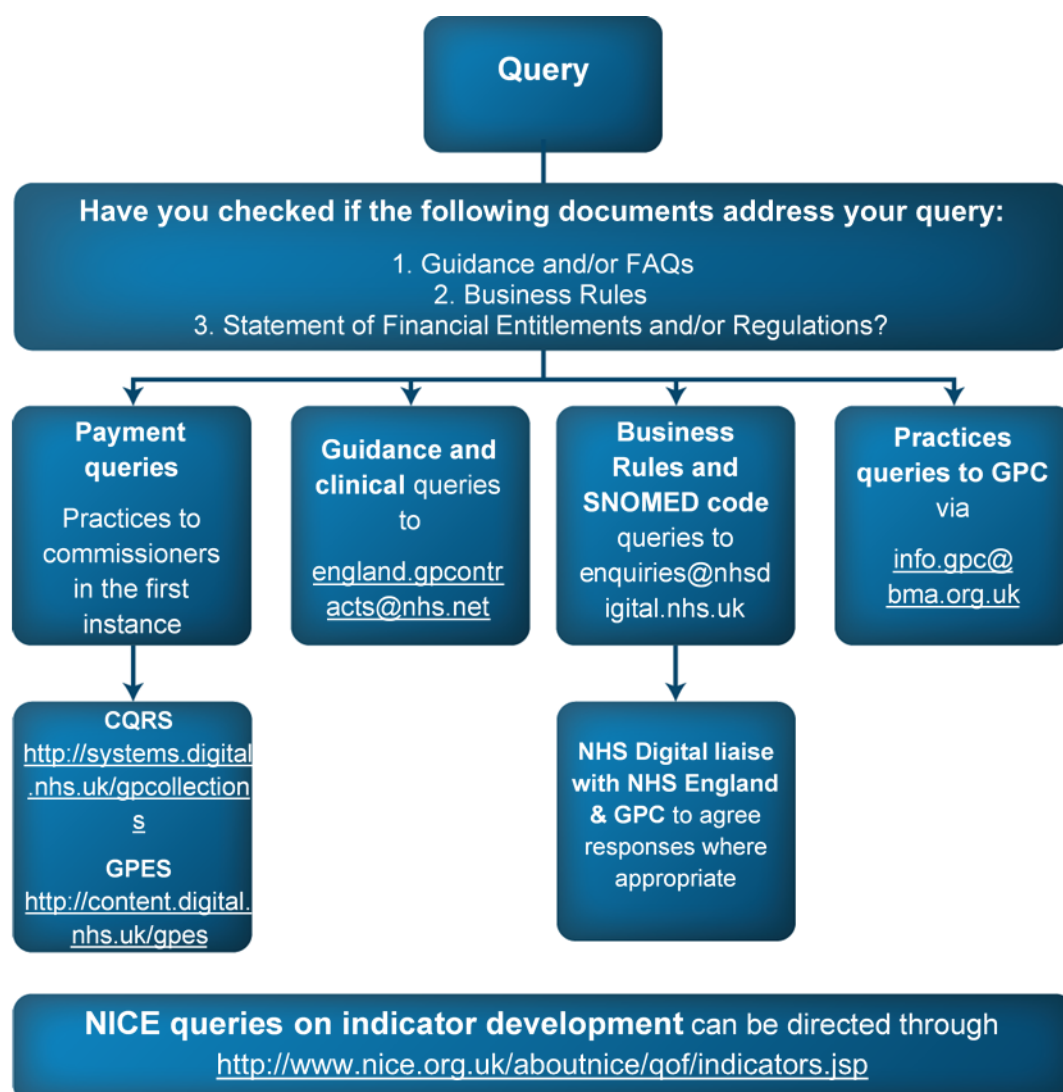 Query
Have you checked if the following documents address your query:
1. Guidance and/or FAQs
2. Business Rules
3. Statement of Financial Entitlements and/or Regulations?
Payment
queries
Practices to
commissioners
in the first
instance
Guidance and
clinical queries
to
england.gpcontr
acts@nhs.net
Business
Rules and
SNOMED code
queries to
enquiries@nhsd
igital.nhs.uk
Practices
queries to GPC
via
info.gpc@
bma.org.uk
CQRS
http://systems.digital
.nhs.uk/gpcollection
s
GPES
http://content.digital.
nhs.uk/gpes
NHS Digital liaise
with NHS England
& GPC to agree
responses where
appropriate
NICE queries on indicator development can be directed through
http://www.nice.org.uk/aboutnice/qof/indicators.jsp